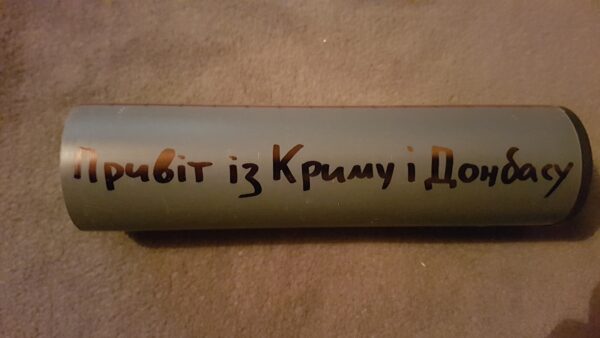 Привіт із Криму і Донбасу